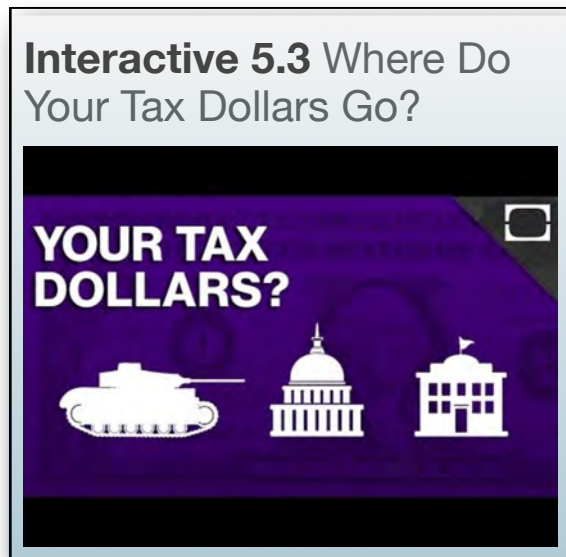 Interactive 5.3 Where Do
Your Tax Dollars Go?
YOUR TAX
DOLLARS?